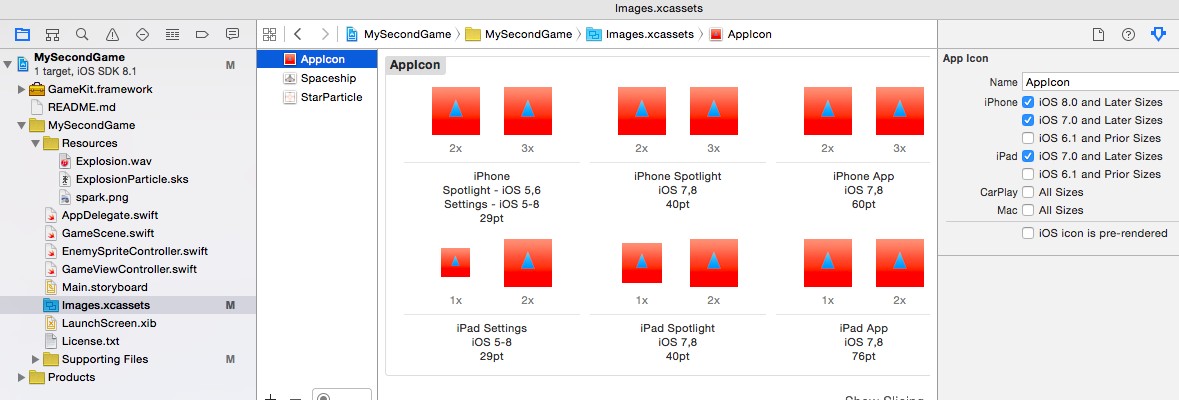 Images.xcassets
MySecondGame
1 target, iOS SDK 8.1
M
GameKit.framework
README.md
MySecondGame
Resources
Explosion.wav
ExplosionParticle.sks
spark.png
AppDelegate.swift
GameScene.swift
EnemySpriteController.swift
GameViewController.swift
Main.storyboard
Images.xcassets M
LaunchScreen.xib
License.txt
Supporting Files M
Products
MySecondGame MySecondGame Images.xcassets AppIcon
AppIcon
Spaceship
StarParticle
AppIcon
2x 3x 2x 3x 2x 3x
iPhone
Spotlight - iOS 5,6
Settings - iOS 5-8
29pt
iPhone Spotlight
iOS 7,8
40pt
iPhone App
iOS 7,8
60pt
1x 2x 1x 2x 1x 2x
iPad Settings
iOS 5-8
29pt
iPad Spotlight
iOS 7,8
40pt
iPad App
iOS 7,8
76pt
Show Slicing
App Icon
Name AppIcon
iPhone iOS 8.0 and Later Sizes
iOS 7.0 and Later Sizes
iOS 6.1 and Prior Sizes
iPad iOS 7.0 and Later Sizes
iOS 6.1 and Prior Sizes
CarPlay All Sizes
Mac All Sizes
iOS icon is pre-rendered